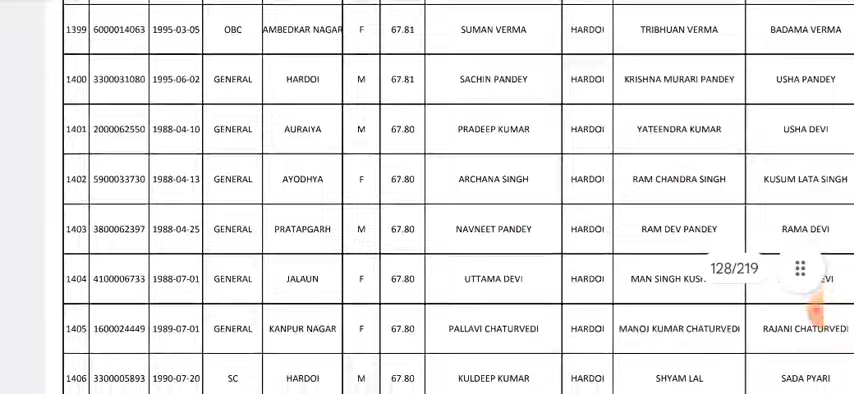 1399 6000014063 1995-03-05 OBC AMBEDKAR NAGAR F 67.81 SUMAN VERMA HARDOI TRIBHUAN VERMA BADAMA VERMA
1400 3300031080 1995-06-02 GENERAL HARDOI M 67.81 SACHIN PANDEY HARDOI KRISHNA MURARI PANDEY USHA PANDEY
1401 2000062550 1988-04-10 GENERAL AURAIYA M 67.80 PRADEEP KUMAR HARDOI YATEENDRA KUMAR USHA DEVI
1402 5900033730 1988-04-13 GENERAL AYODHYA F 67.80 ARCHANA SINGH HARDOI RAM CHANDRA SINGH KUSUM LATA SINGH
1403 3800062397 1988-04-25 GENERAL PRATAPGARH M 67.80 NAVNEET PANDEY HARDOI RAM DEV PANDEY RAMA DEVI
128/219
1404 4100006733 1988-07-01 GENERAL JALAUN F 67.80 UTTAMA DEVI HARDOI MAN SINGH
1405 1600024449 1989-07-01 GENERAL KANPUR NAGAR F 67.80 PALLAVI CHATURVEDI HARDOI MANOJ KUMAR CHATURVEDI RAJANI CHATURVEDI
1406 3300005893 1990-07-20 SC HARDOI M 67.80 KULDEEP KUMAR HARDOI SHYAM LAL SADA PYARI